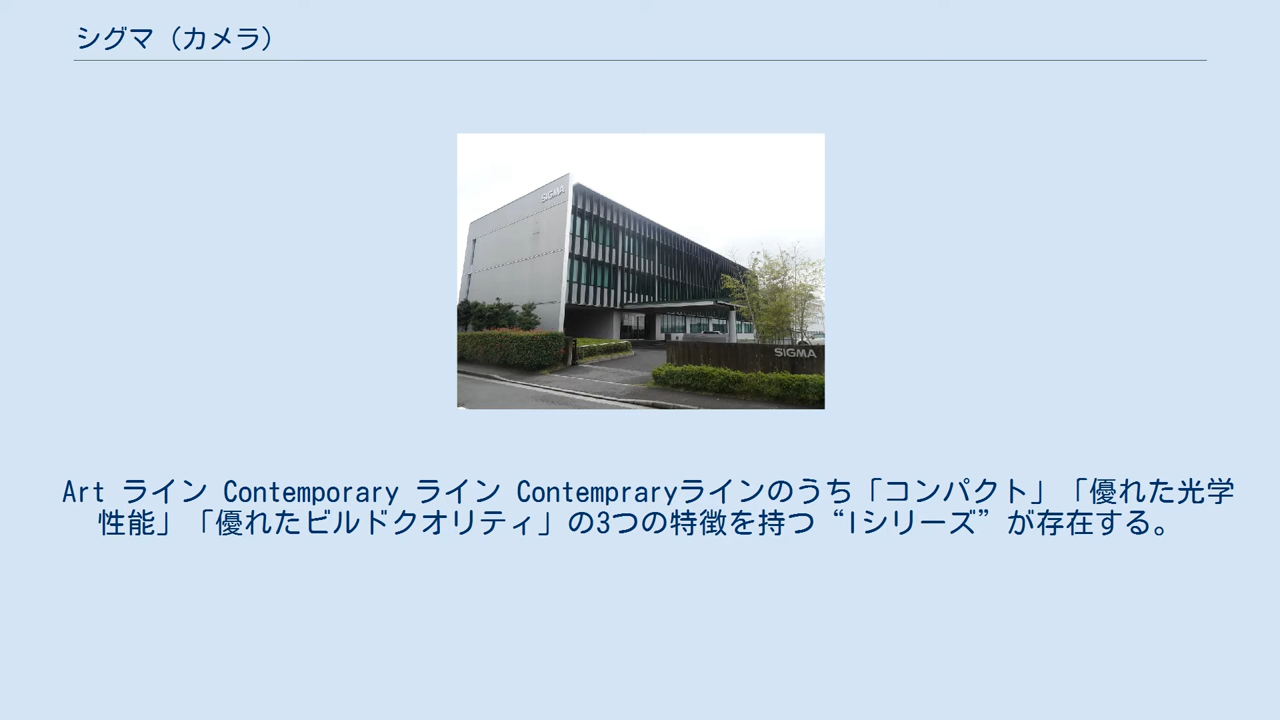 シグマ（カメラ）
SIGMA
SIGMA
Art ライン Contemporary ライン Contempraryラインのうち「コンパクト」「優れた光学
性能」「優れたビルドクオリティ」の3つの特徴を持つ“Iシリーズ”が存在する。